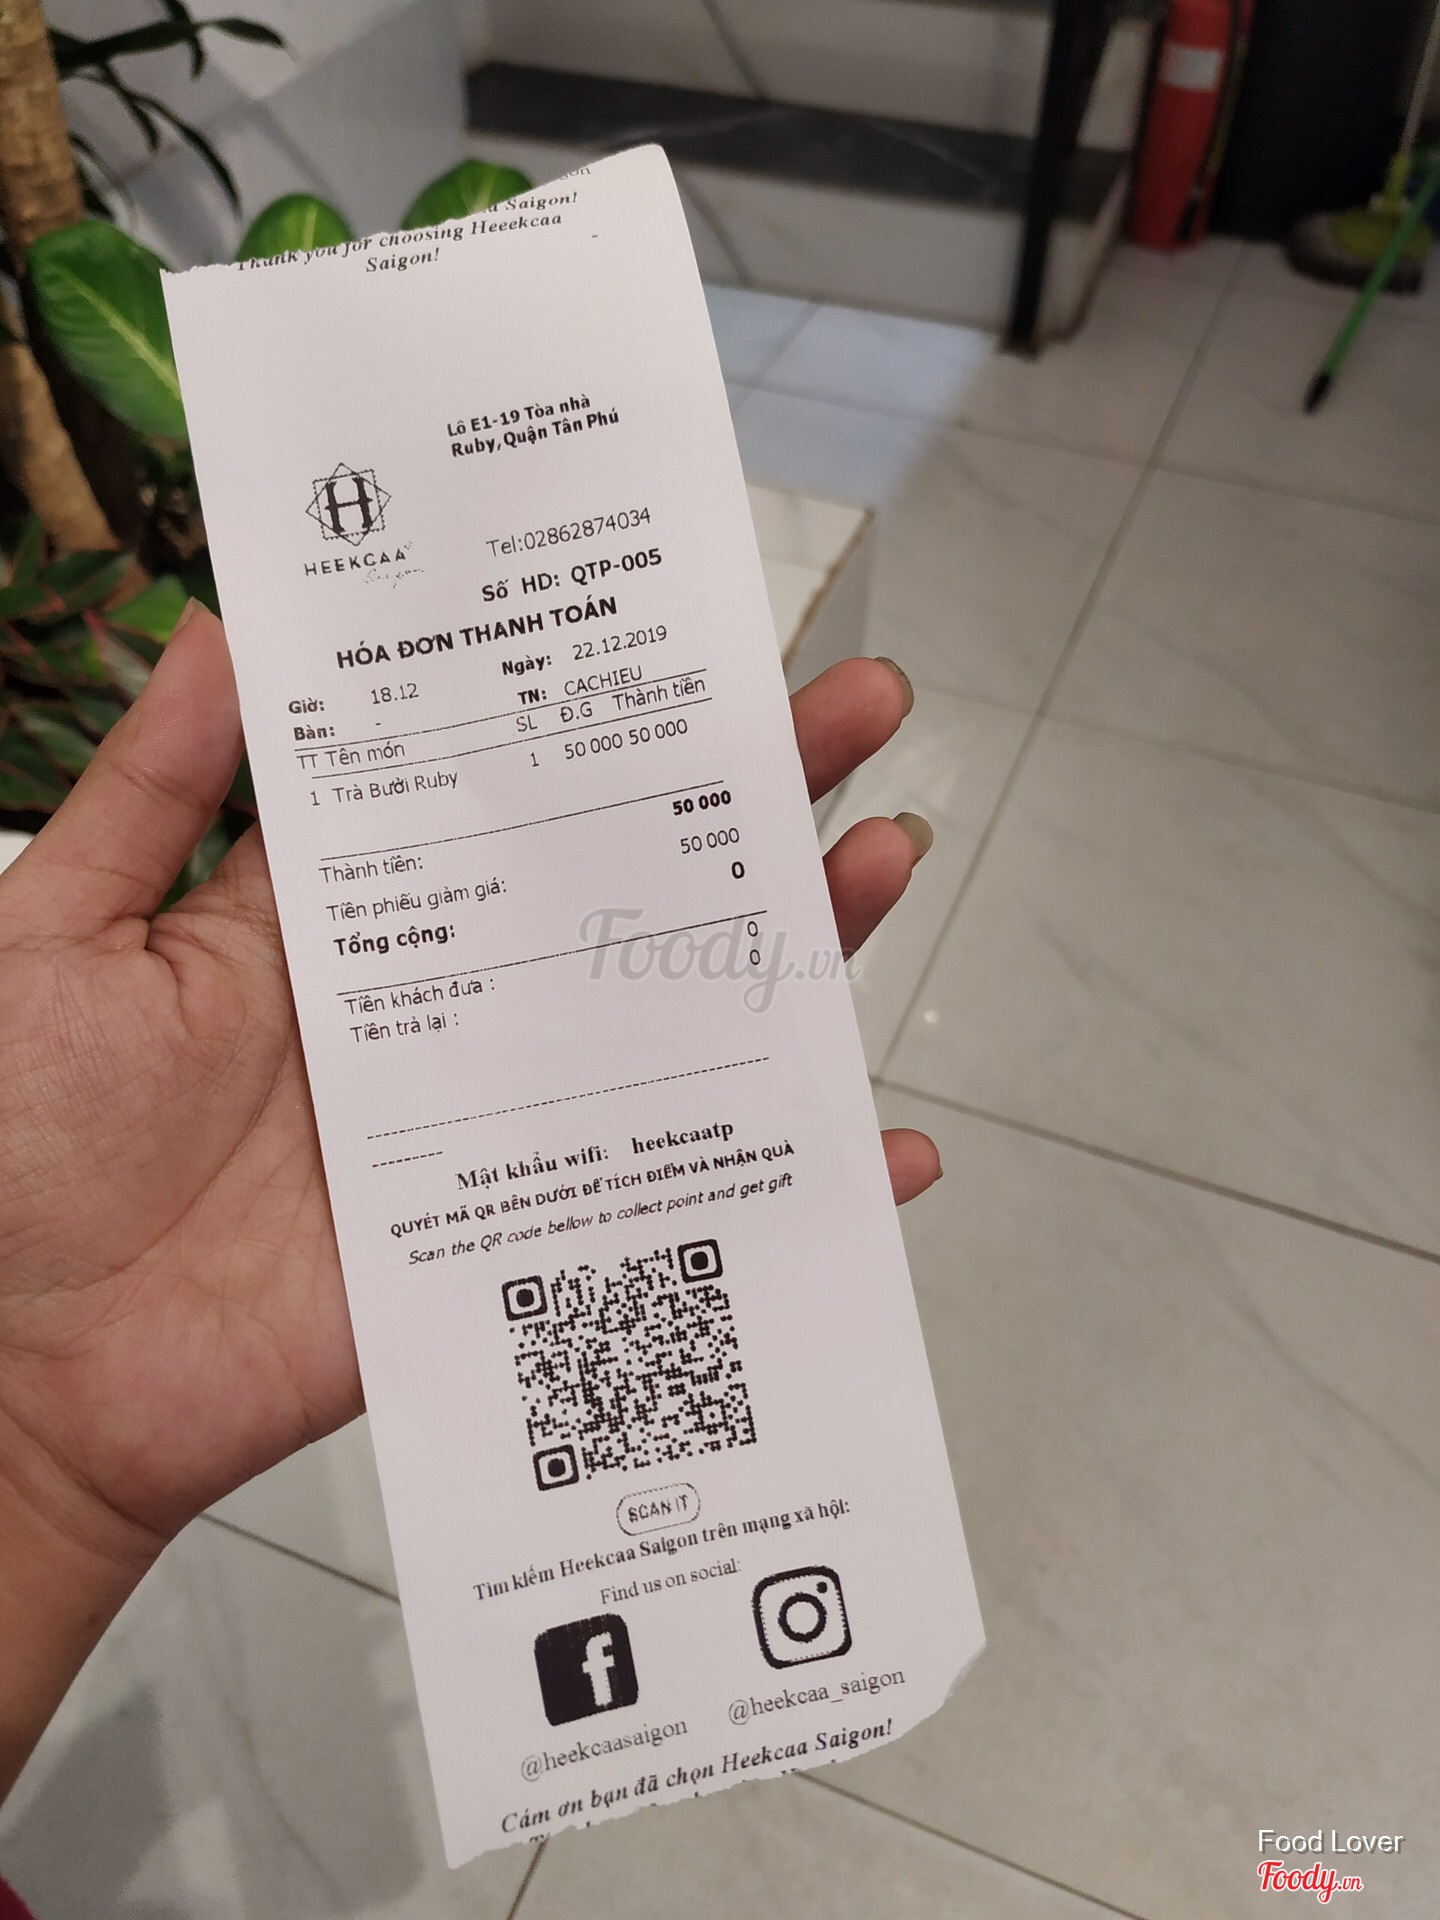 Saigon!
Thank you for choosing Heeekcaa
Saigon!
Lô E1-19 Tòa nhà
Ruby, Quận Tân Phú
H
HEEKCAA
Saigon
Tel:02862874034
Số HD: QTP-005
HÓA ĐƠN THANH TOÁN
Giờ: 18.12 Ngày: 22.12.2019
Bàn: - TN: CACHIEU
TT Tên món SL Đ.G Thành tiền
1 Trà Bưởi Ruby 1 50 000 50 000
Thành tiền: 50 000
Tiền phiếu giảm giá: 50 000
Tổng cộng: 0
Tiền khách đưa : 0
Tiền trả lại : 0
Foody.vn
Mật khẩu wifi: heekcaatp
QUYÉT MÃ QR BÊN DƯỚI ĐỂ TÍCH ĐIỂM VÀ NHẬN QUÀ
Scan the QR code bellow to collect point and get gift
SCAN IT
Tìm kiếm Heekcaa Saigon trên mạng xã hội:
Find us on social:
@heekcaasaigon @heekcaa_saigon
Cám ơn bạn đã chọn Heekcaa Saigon!
Food Lover
Foody.vn